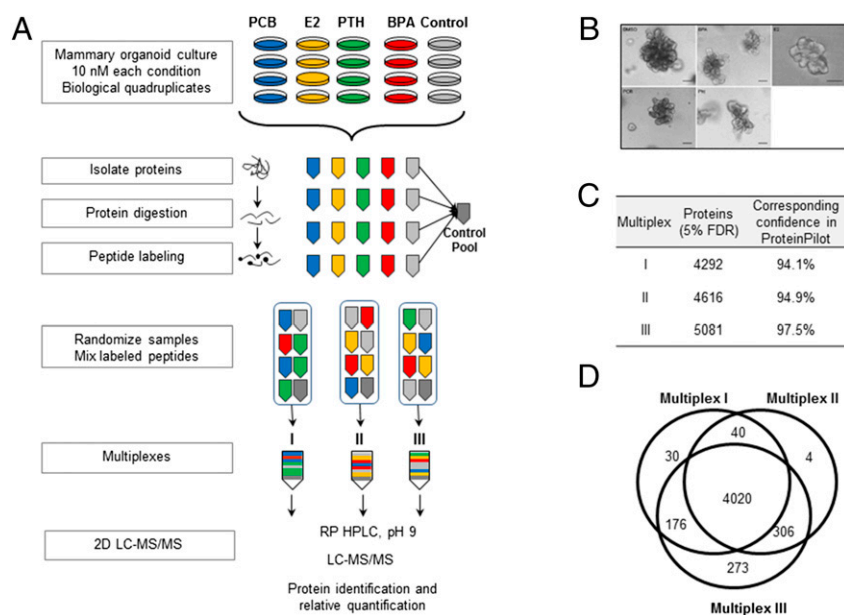 A
PCB E2 PTH BPA Control
Mammary organoid culture
10 nM each condition
Biological quadruplicates
Isolate proteins
Protein digestion
Peptide labeling
Control
Pool
Randomize samples
Mix labeled peptides
I II III
Multiplexes
2D LC-MS/MS
RP HPLC, pH 9
LC-MS/MS
Protein identification and
relative quantification
B
DMSO BPA E2
PCB
C
Multiplex Proteins (5% FDR) Corresponding confidence in ProteinPilot
I 4292 94.1%
II 4616 94.9%
III 5081 97.5%
D
Multiplex I Multiplex II
40
30 4
4020
176 306
273
Multiplex III